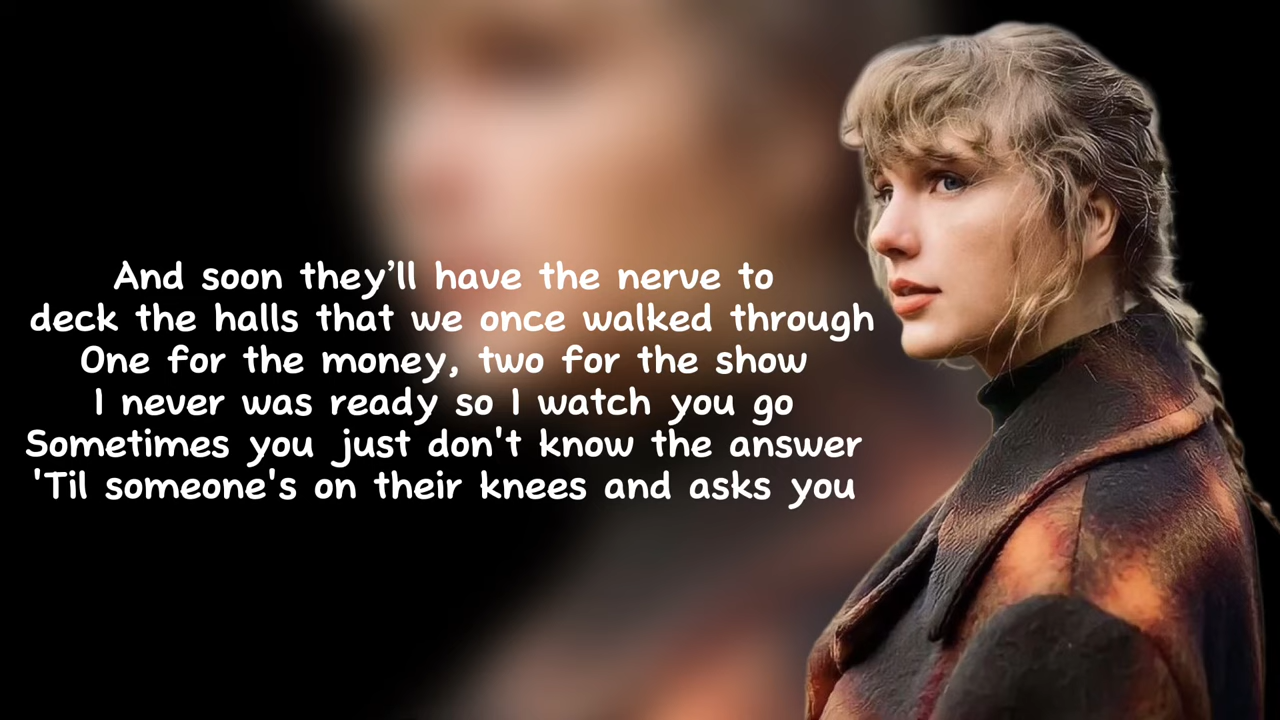 And soon they’ll have the nerve to
deck the halls that we once walked through
One for the money, two for the show
I never was ready so I watch you go
Sometimes you just don't know the answer
'Til someone's on their knees and asks you